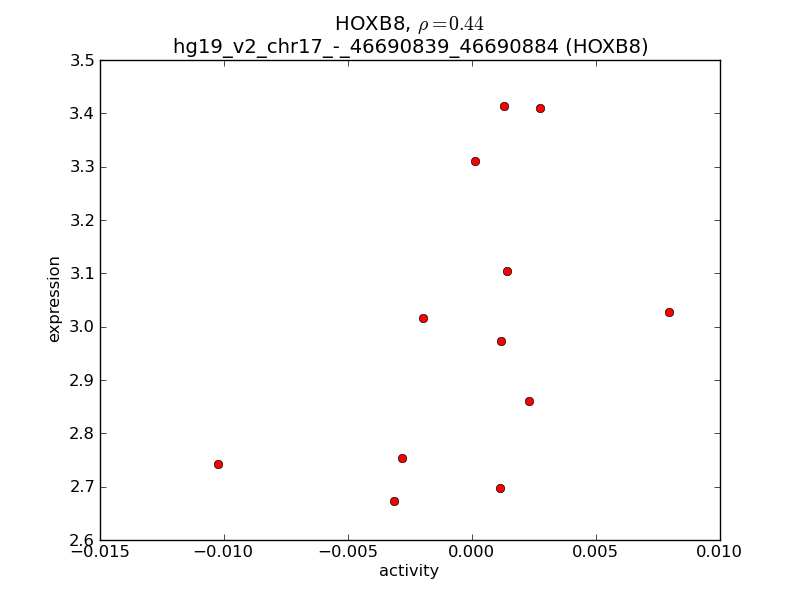 HOXB8, ρ=0.44
hg19_v2_chr17_-_46690839_46690884 (HOXB8)
3.5
3.4
3.3
3.2
3.1
3.0
2.9
2.8
2.7
2.6
expression
−0.015 −0.010 −0.005 0.000 0.005 0.010
activity